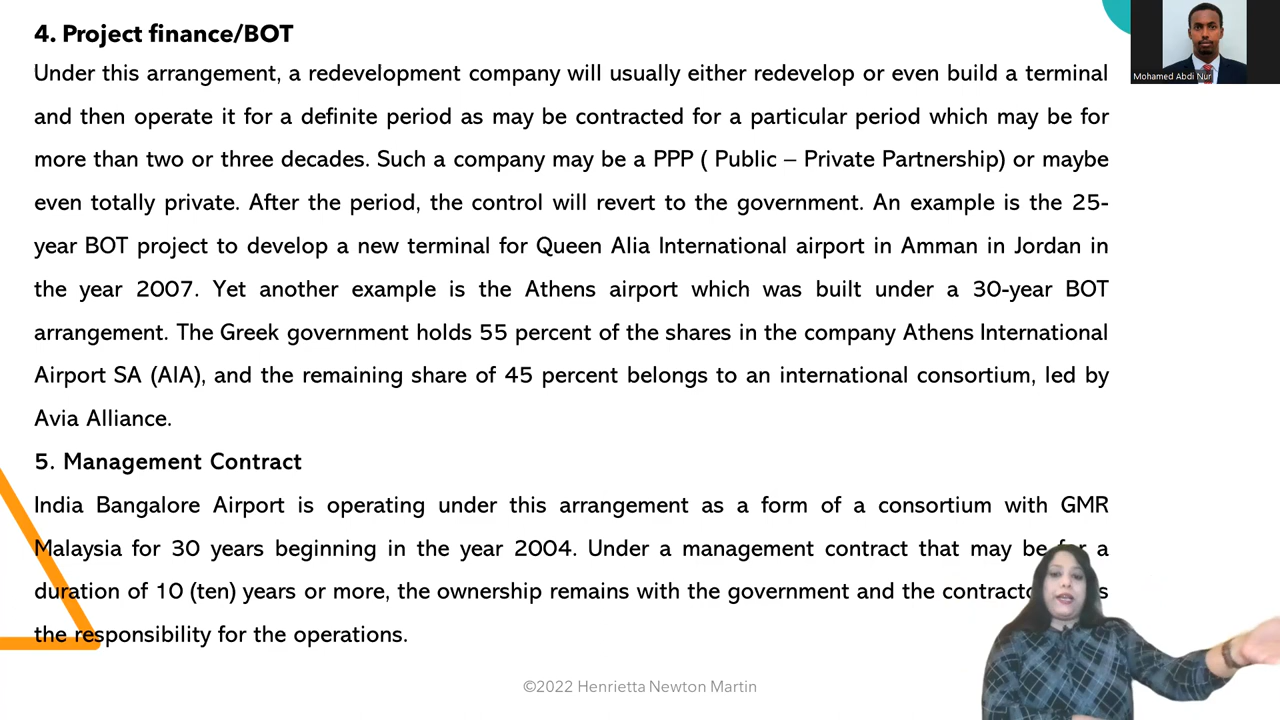 4. Project finance/BOT
Mohamed Abdi Nur
Under this arrangement, a redevelopment company will usually either redevelop or even build a terminal
and then operate it for a definite period as may be contracted for a particular period which may be for
more than two or three decades. Such a company may be a PPP ( Public – Private Partnership) or maybe
even totally private. After the period, the control will revert to the government. An example is the 25-
year BOT project to develop a new terminal for Queen Alia International airport in Amman in Jordan in
the year 2007. Yet another example is the Athens airport which was built under a 30-year BOT
arrangement. The Greek government holds 55 percent of the shares in the company Athens International
Airport SA (AIA), and the remaining share of 45 percent belongs to an international consortium, led by
Avia Alliance.
5. Management Contract
India Bangalore Airport is operating under this arrangement as a form of a consortium with GMR
Malaysia for 30 years beginning in the year 2004. Under a management contract that may be a
duration of 10 (ten) years or more, the ownership remains with the government and the
the responsibility for the operations.
©2022 Henrietta Newton Martin